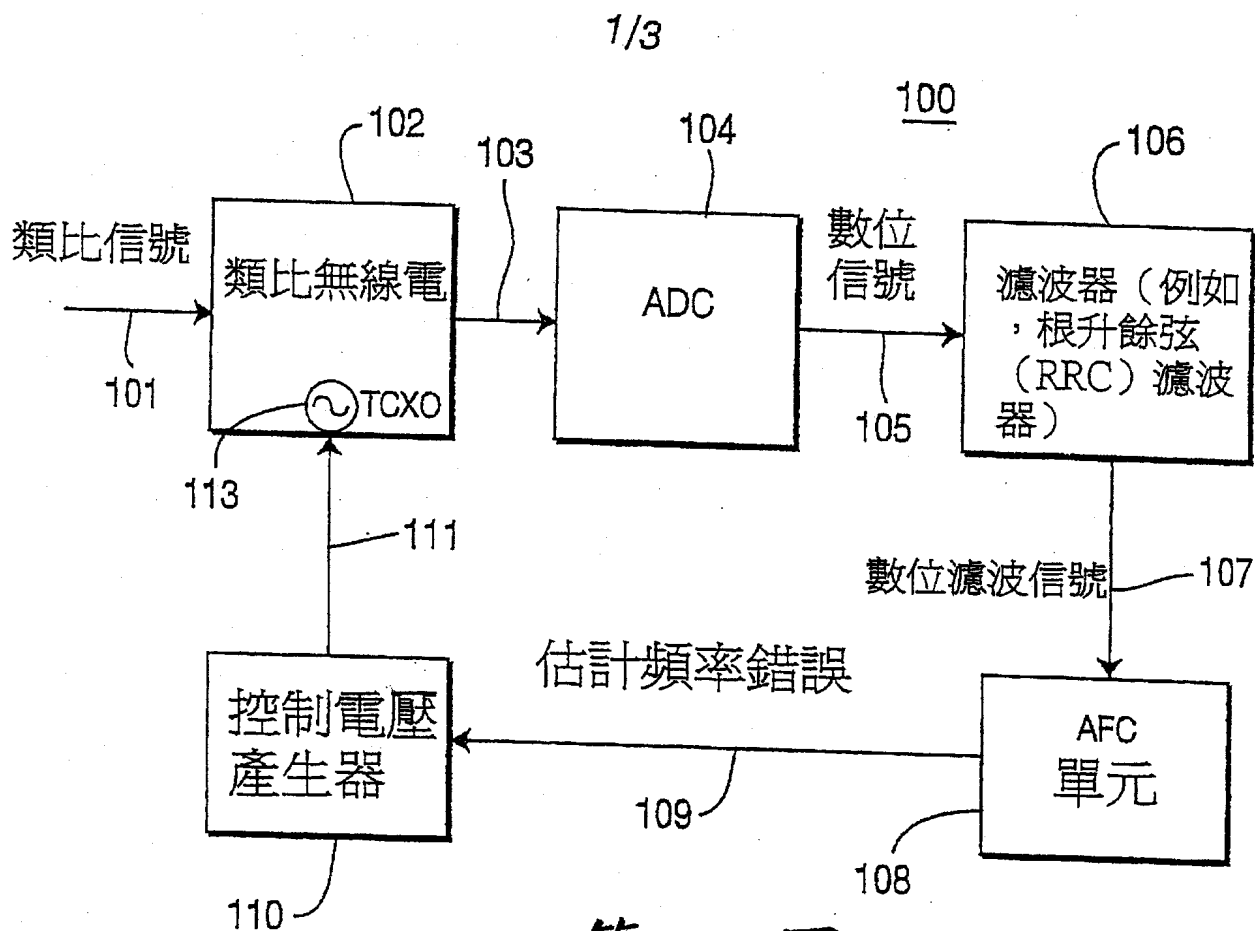 1/3
100
102
103
104
106
類比信號
類比無線電
ADC
數位
信號
濾波器（例如
，根升餘弦
（RRC）濾波
器）
101
TCXO
105
113
111
數位濾波信號
107
估計頻率錯誤
控制電壓
產生器
AFC
單元
109
108
110